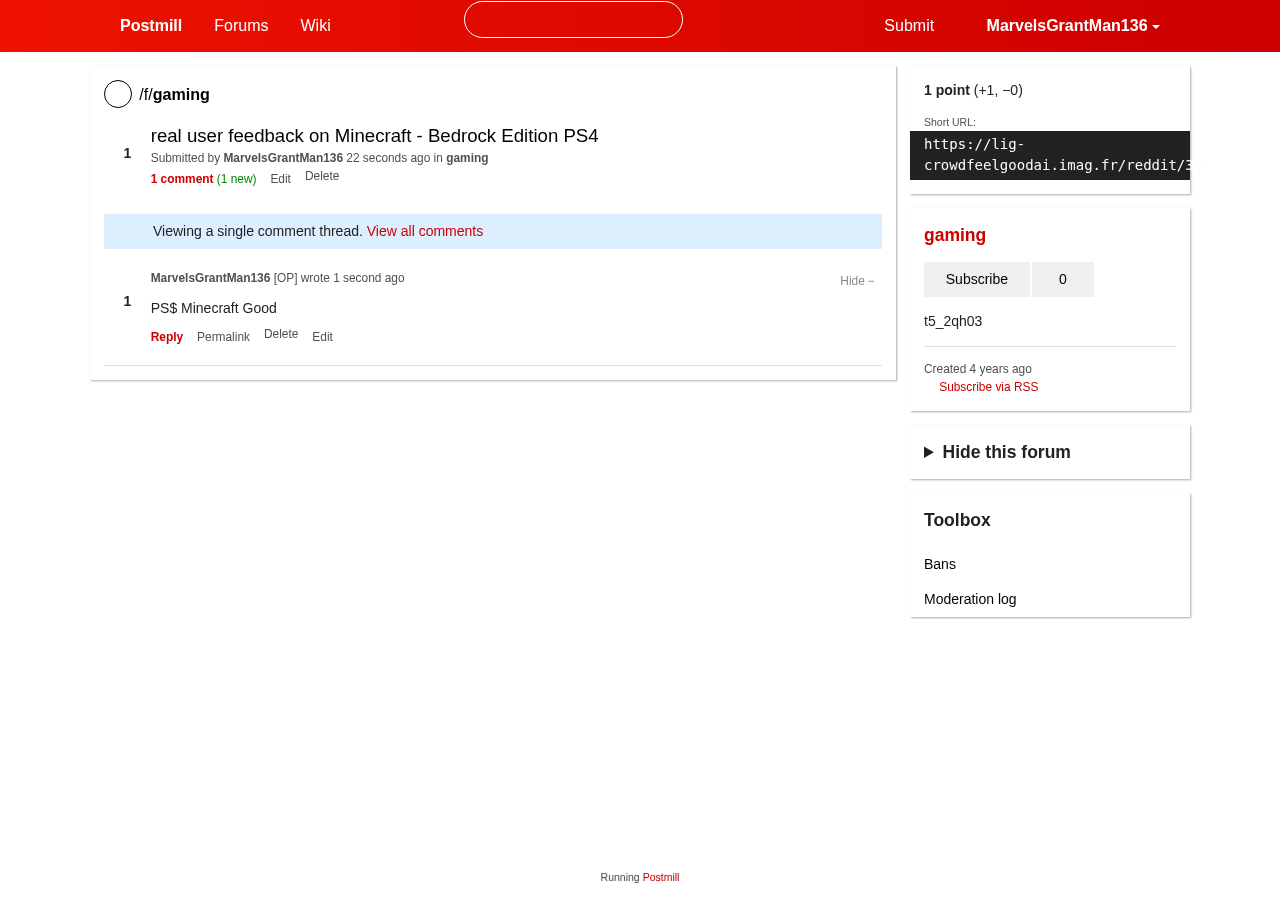 Postmill Forums Wiki Submit MarvelsGrantMan136
/f/gaming
1
real user feedback on Minecraft - Bedrock Edition PS4
Submitted by MarvelsGrantMan136 22 seconds ago in gaming
1 comment (1 new) Edit Delete
Viewing a single comment thread. View all comments
1
MarvelsGrantMan136 [OP] wrote 1 second ago
Hide −
PS$ Minecraft Good
Reply Permalink Delete Edit
1 point (+1, −0)
Short URL:
https://lig-
crowdfeelgoodai.imag.fr/reddit/3
gaming
Subscribe 0
t5_2qh03
Created 4 years ago
Subscribe via RSS
Hide this forum
Toolbox
Bans
Moderation log
Running Postmill